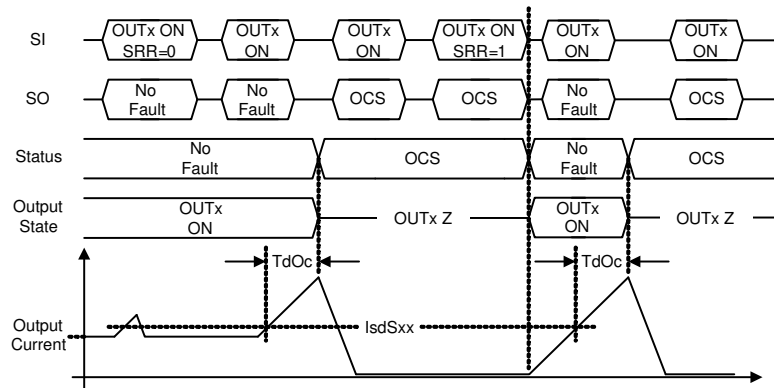 SI
OUTx ON
SRR=0
OUTx
ON
OUTx
ON
OUTx ON
SRR=1
OUTx
ON
OUTx
ON
SO
No
Fault
No
Fault
OCS
OCS
No
Fault
OCS
Status
No
Fault
OCS
No
Fault
OCS
Output
State
OUTx
ON
OUTx Z
OUTx
ON
OUTx Z
TdOc
TdOc
Output
Current
IsdSxx